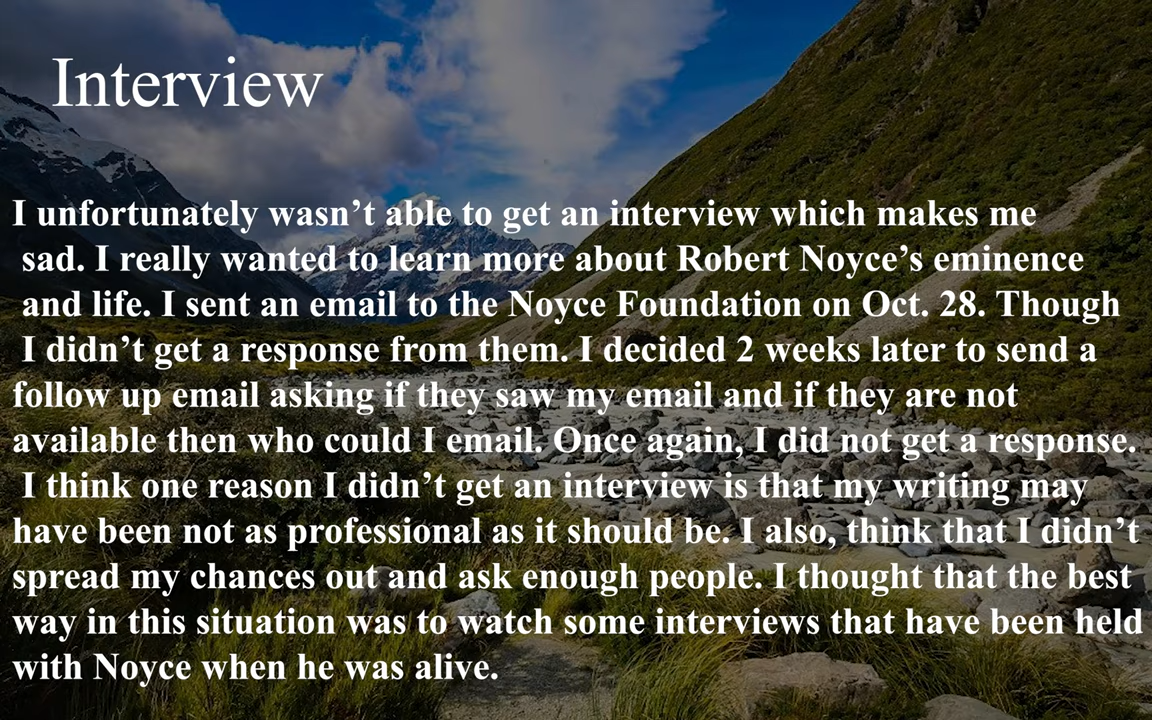 Interview
I unfortunately wasn’t able to get an interview which makes me
sad. I really wanted to learn more about Robert Noyce’s eminence
and life. I sent an email to the Noyce Foundation on Oct. 28. Though
I didn’t get a response from them. I decided 2 weeks later to send a
follow up email asking if they saw my email and if they are not
available then who could I email. Once again, I did not get a response.
I think one reason I didn’t get an interview is that my writing may
have been not as professional as it should be. I also, think that I didn’t
spread my chances out and ask enough people. I thought that the best
way in this situation was to watch some interviews that have been held
with Noyce when he was alive.